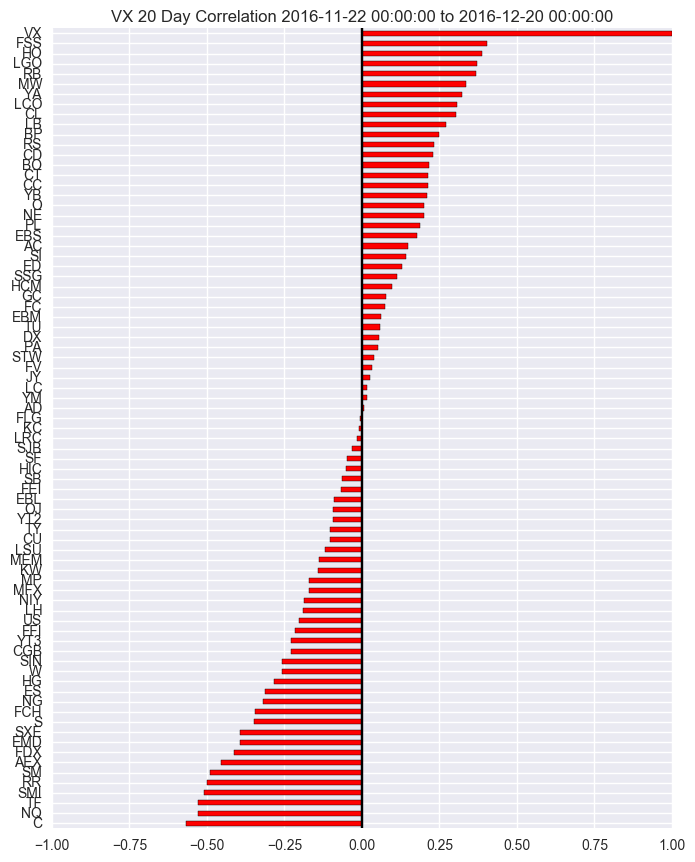 VX 20 Day Correlation 2016-11-22 00:00:00 to 2016-12-20 00:00:00
VX
FSS
HO
LGO
RB
MW
YA
LCO
CL
LB
BP
RS
CD
BO
CT
CC
YB
O
NE
PL
EBS
AC
SI
ED
SSG
HCM
GC
FC
EBM
TU
DX
PA
STW
FV
JY
LC
YM
AD
FLG
KC
LRC
SJB
SF
HIC
SB
FEI
EBL
OJ
YT2
TY
CU
LSU
MEM
KW
MP
MFX
NIY
LH
US
FFI
YT3
CGB
SIN
W
HG
ES
NG
FCH
S
SXE
EMD
FDX
AEX
SM
RR
SMI
TF
NQ
C
−1.00 −0.75 −0.50 −0.25 0.00 0.25 0.50 0.75 1.00